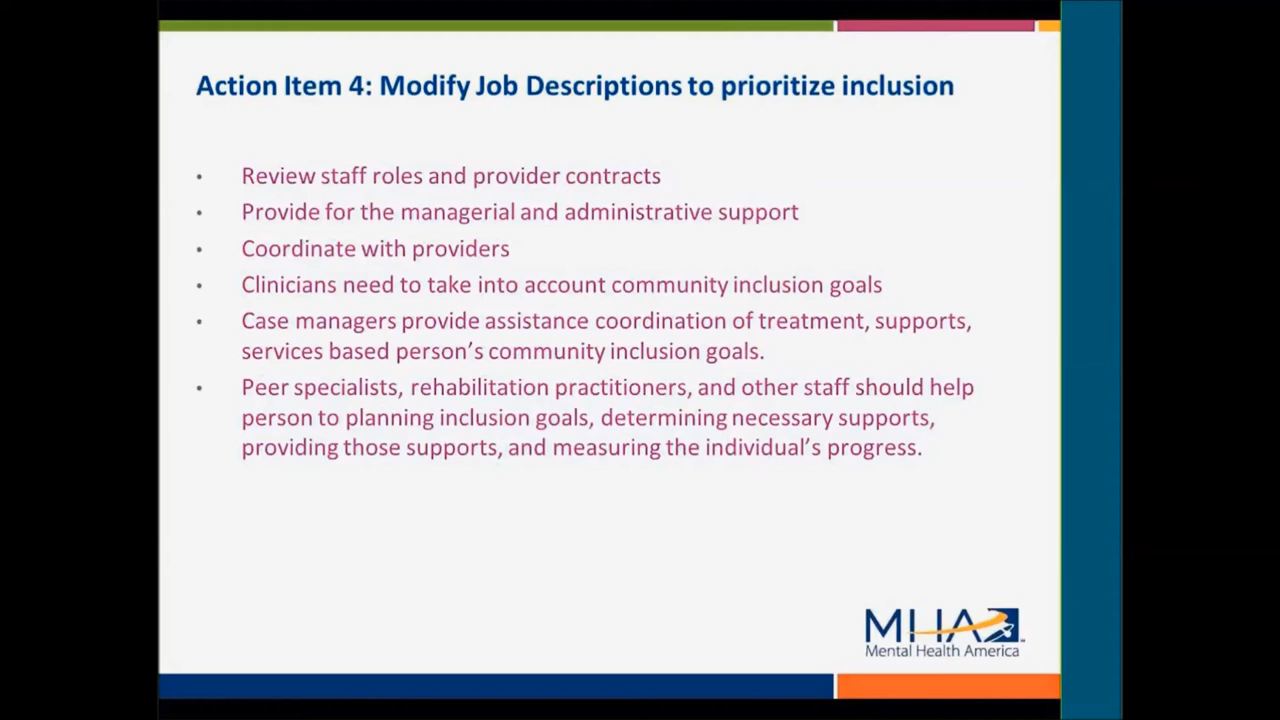 Action Item 4: Modify Job Descriptions to prioritize inclusion
• Review staff roles and provider contracts
• Provide for the managerial and administrative support
• Coordinate with providers
• Clinicians need to take into account community inclusion goals
• Case managers provide assistance coordination of treatment, supports,
services based person's community inclusion goals.
• Peer specialists, rehabilitation practitioners, and other staff should help
person to planning inclusion goals, determining necessary supports,
providing those supports, and measuring the individual's progress.
MHA
Mental Health America